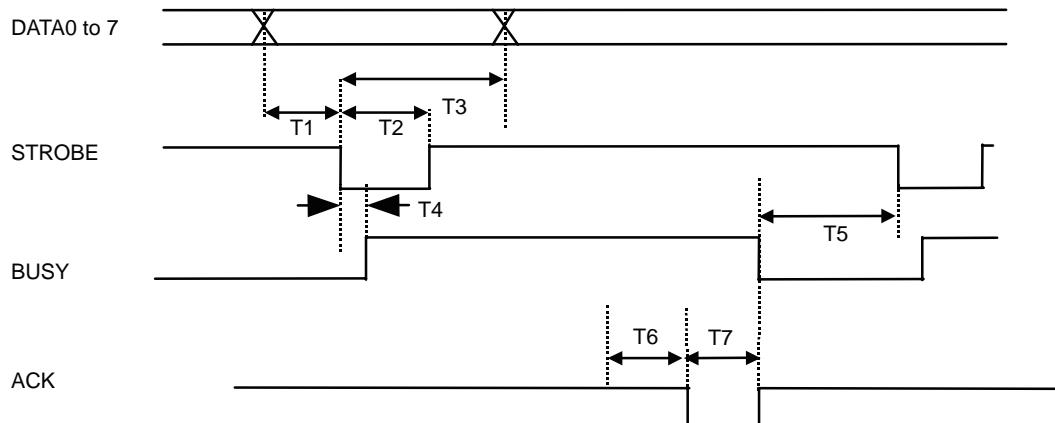 DATA0 to 7
T3
T1 T2
STROBE
T4
T5
BUSY
T6 T7
ACK